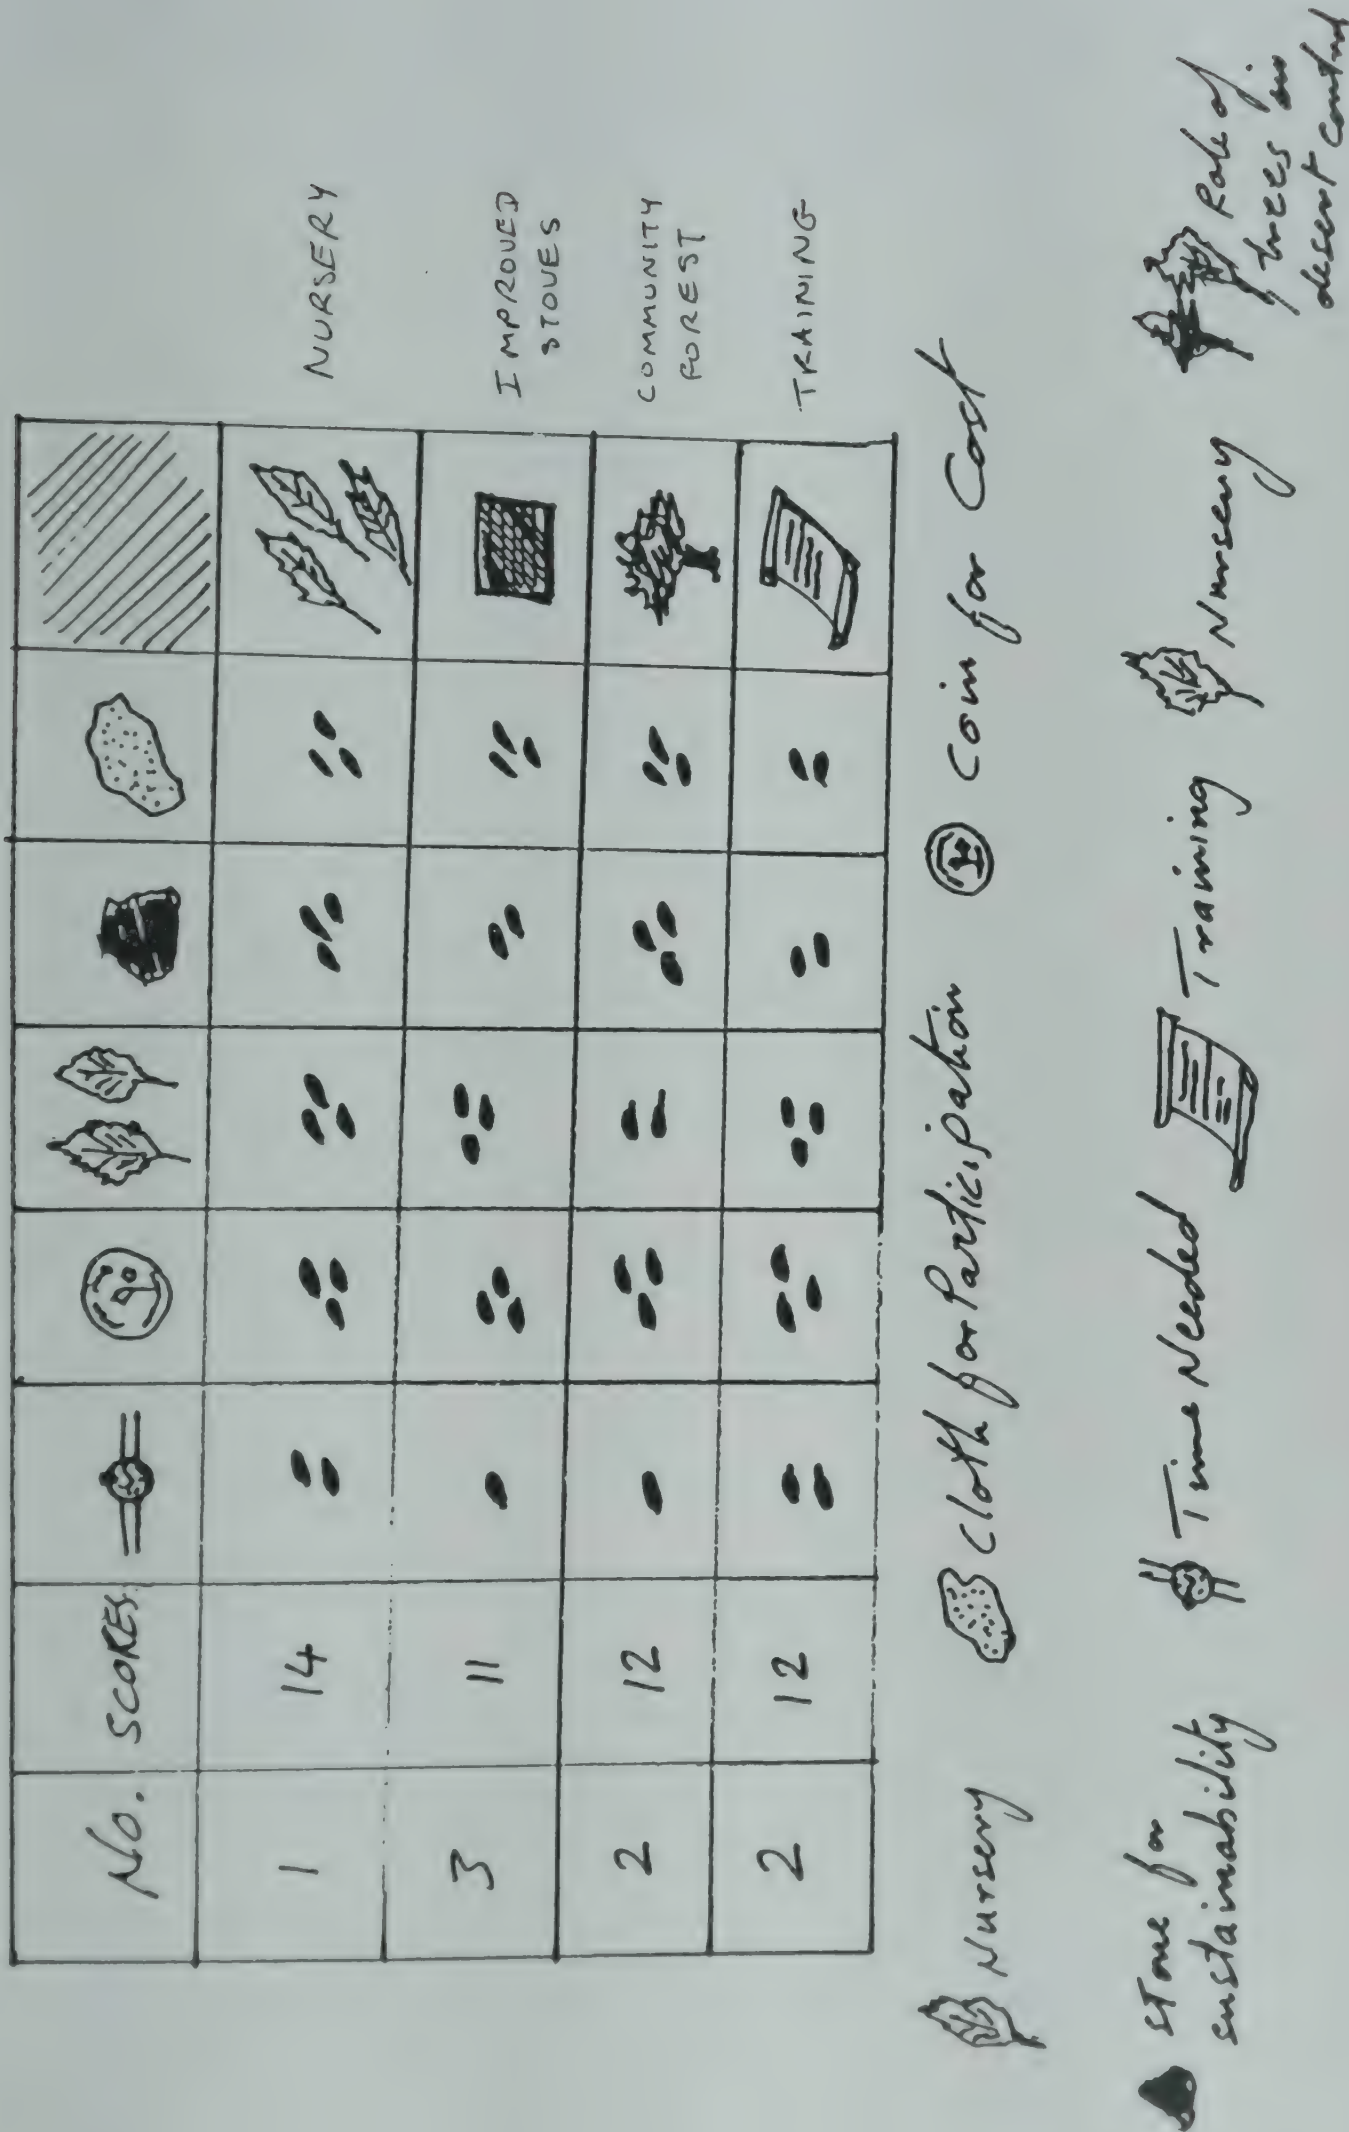 No. SCORES
1 14 NURSERY
3 11 IMPROVED
STOVES
2 12 COMMUNITY
FOREST
2 12 TRAINING
Nursery Cloth for Participation Coin for Cost
Stone for
sustainability
Time Needed
Training
Nursery
Role of
trees in
desert control